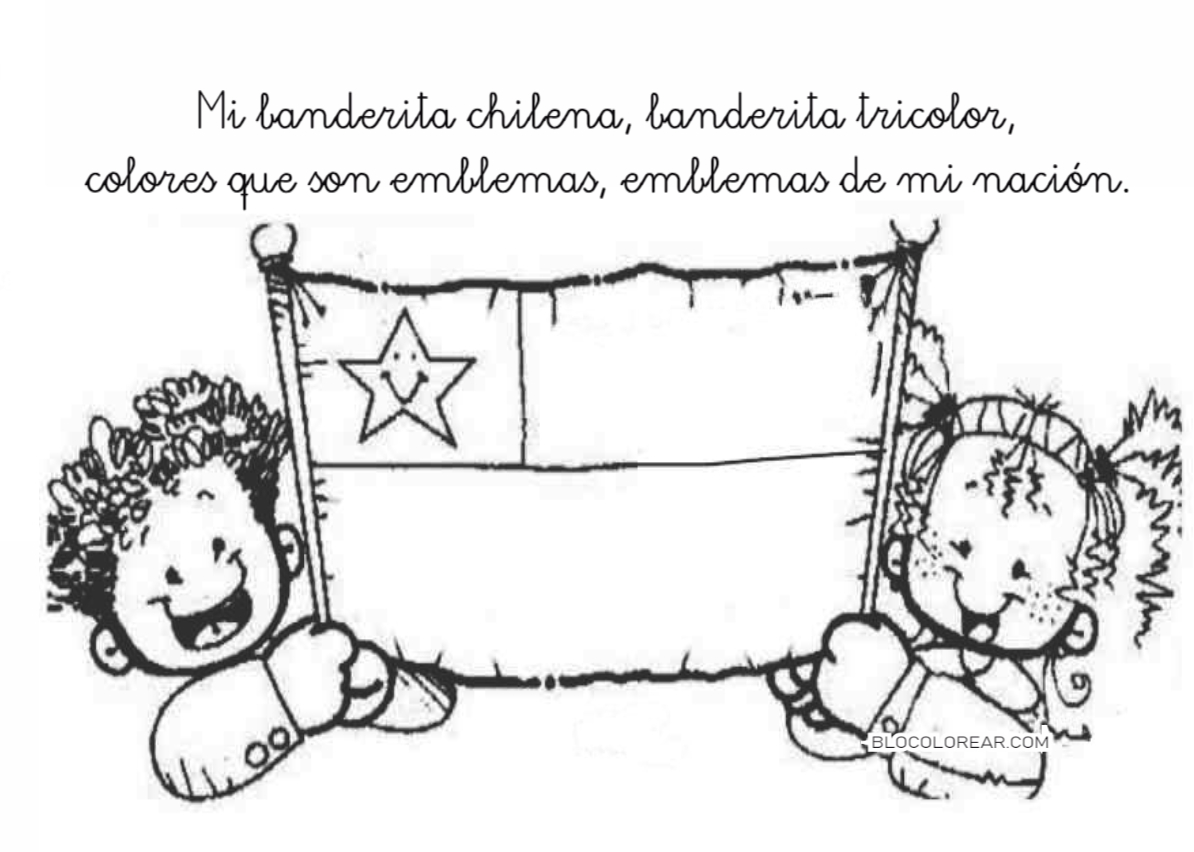 Mi banderita chilena, banderita tricolor,
colores que son emblemas, emblemas de mi nación.
BLOCOLOREAR.COM